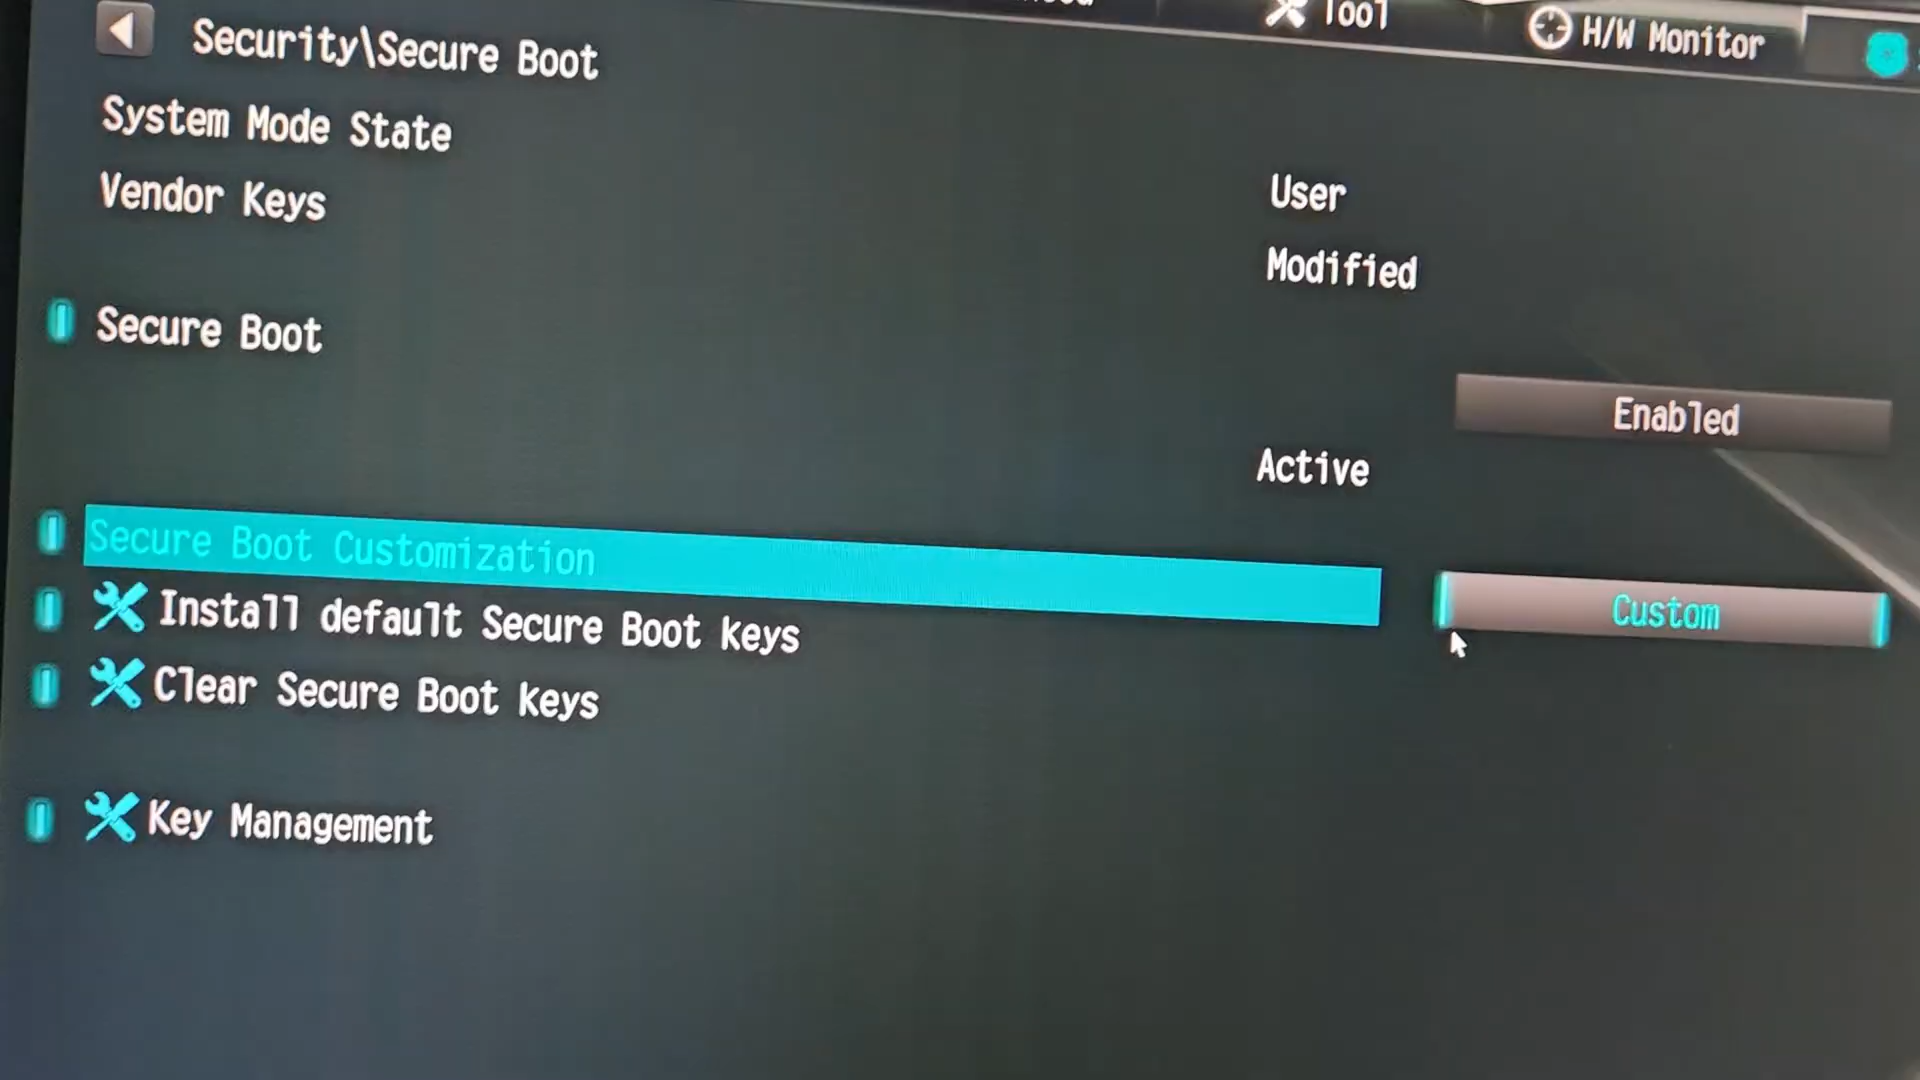 Tool
H/W Monitor
Security\Secure Boot
System Mode State
User
Vendor Keys
Modified
Secure Boot
Enabled
Active
Secure Boot Customization
Custom
Install default Secure Boot keys
Clear Secure Boot keys
Key Management